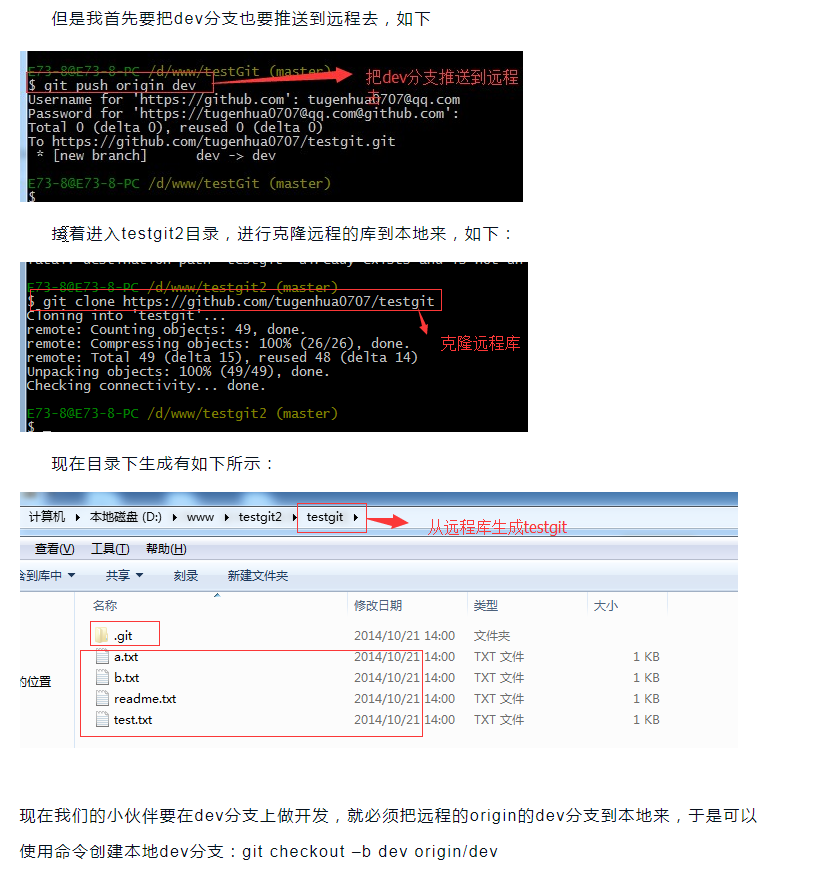 但是我首先要把dev分支也要推送到远程去，如下
E73-8@E73-8-PC /d/www/testGit (master)
$ git push origin dev
把dev分支推送到远程去
Username for 'https://github.com': tugenhua0707@qq.com
Password for 'https://tugenhua0707@qq.com@github.com':
Total 0 (delta 0), reused 0 (delta 0)
To https://github.com/tugenhua0707/testgit.git
* [new branch] dev -> dev
E73-8@E73-8-PC /d/www/testGit (master)
$
接着进入testgit2目录，进行克隆远程的库到本地来，如下：
E73-8@E73-8-PC /d/www/testgit2 (master)
$ git clone https://github.com/tugenhua0707/testgit
Cloning into 'testgit'...
remote: Counting objects: 49, done.
remote: Compressing objects: 100% (26/26), done.
克隆远程库
remote: Total 49 (delta 15), reused 48 (delta 14)
Unpacking objects: 100% (49/49), done.
Checking connectivity... done.
E73-8@E73-8-PC /d/www/testgit2 (master)
$ _
现在目录下生成有如下所示：
计算机 本地磁盘 (D:) www testgit2 testgit
从远程库生成testgit
查看(V) 工具(T) 帮助(H)
含到库中 共享 刻录 新建文件夹
名称 修改日期 类型 大小
.git 2014/10/21 14:00 文件夹
a.txt 2014/10/21 14:00 TXT 文件 1 KB
b.txt 2014/10/21 14:00 TXT 文件 1 KB
的位置
readme.txt 2014/10/21 14:00 TXT 文件 1 KB
test.txt 2014/10/21 14:00 TXT 文件 1 KB
现在我们的小伙伴要在dev分支上做开发，就必须把远程的origin的dev分支到本地来，于是可以
使用命令创建本地dev分支：git checkout –b dev origin/dev